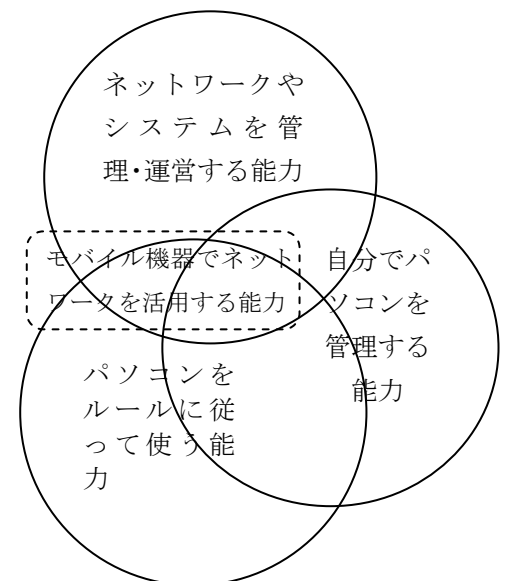 ネットワークや
システムを管
理・運営する能力
モバイル機器でネット
ワークを活用する能力
自分でパ
ソコンを
管理する
能力
パソコンを
ルールに従
って使う能
力